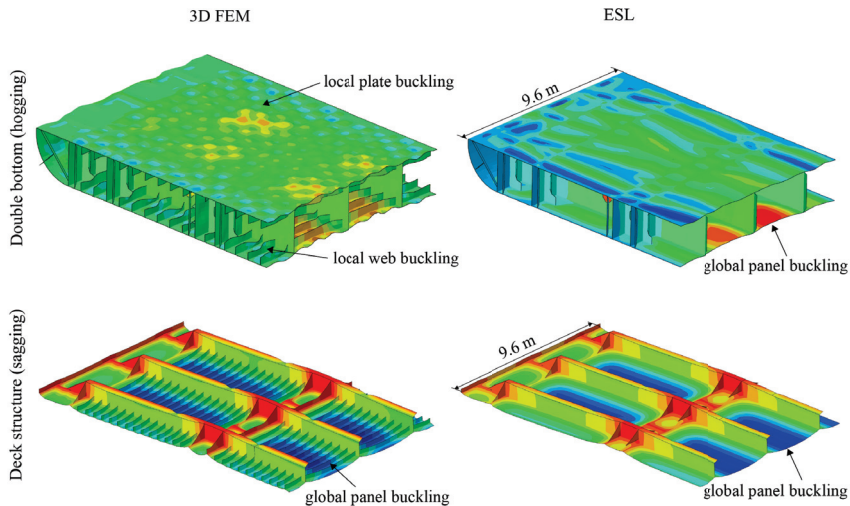 3D FEM
ESL
Double bottom (hogging)
local plate buckling
local web buckling
9.6 m
global panel buckling
Deck structure (sagging)
global panel buckling
9.6 m
global panel buckling